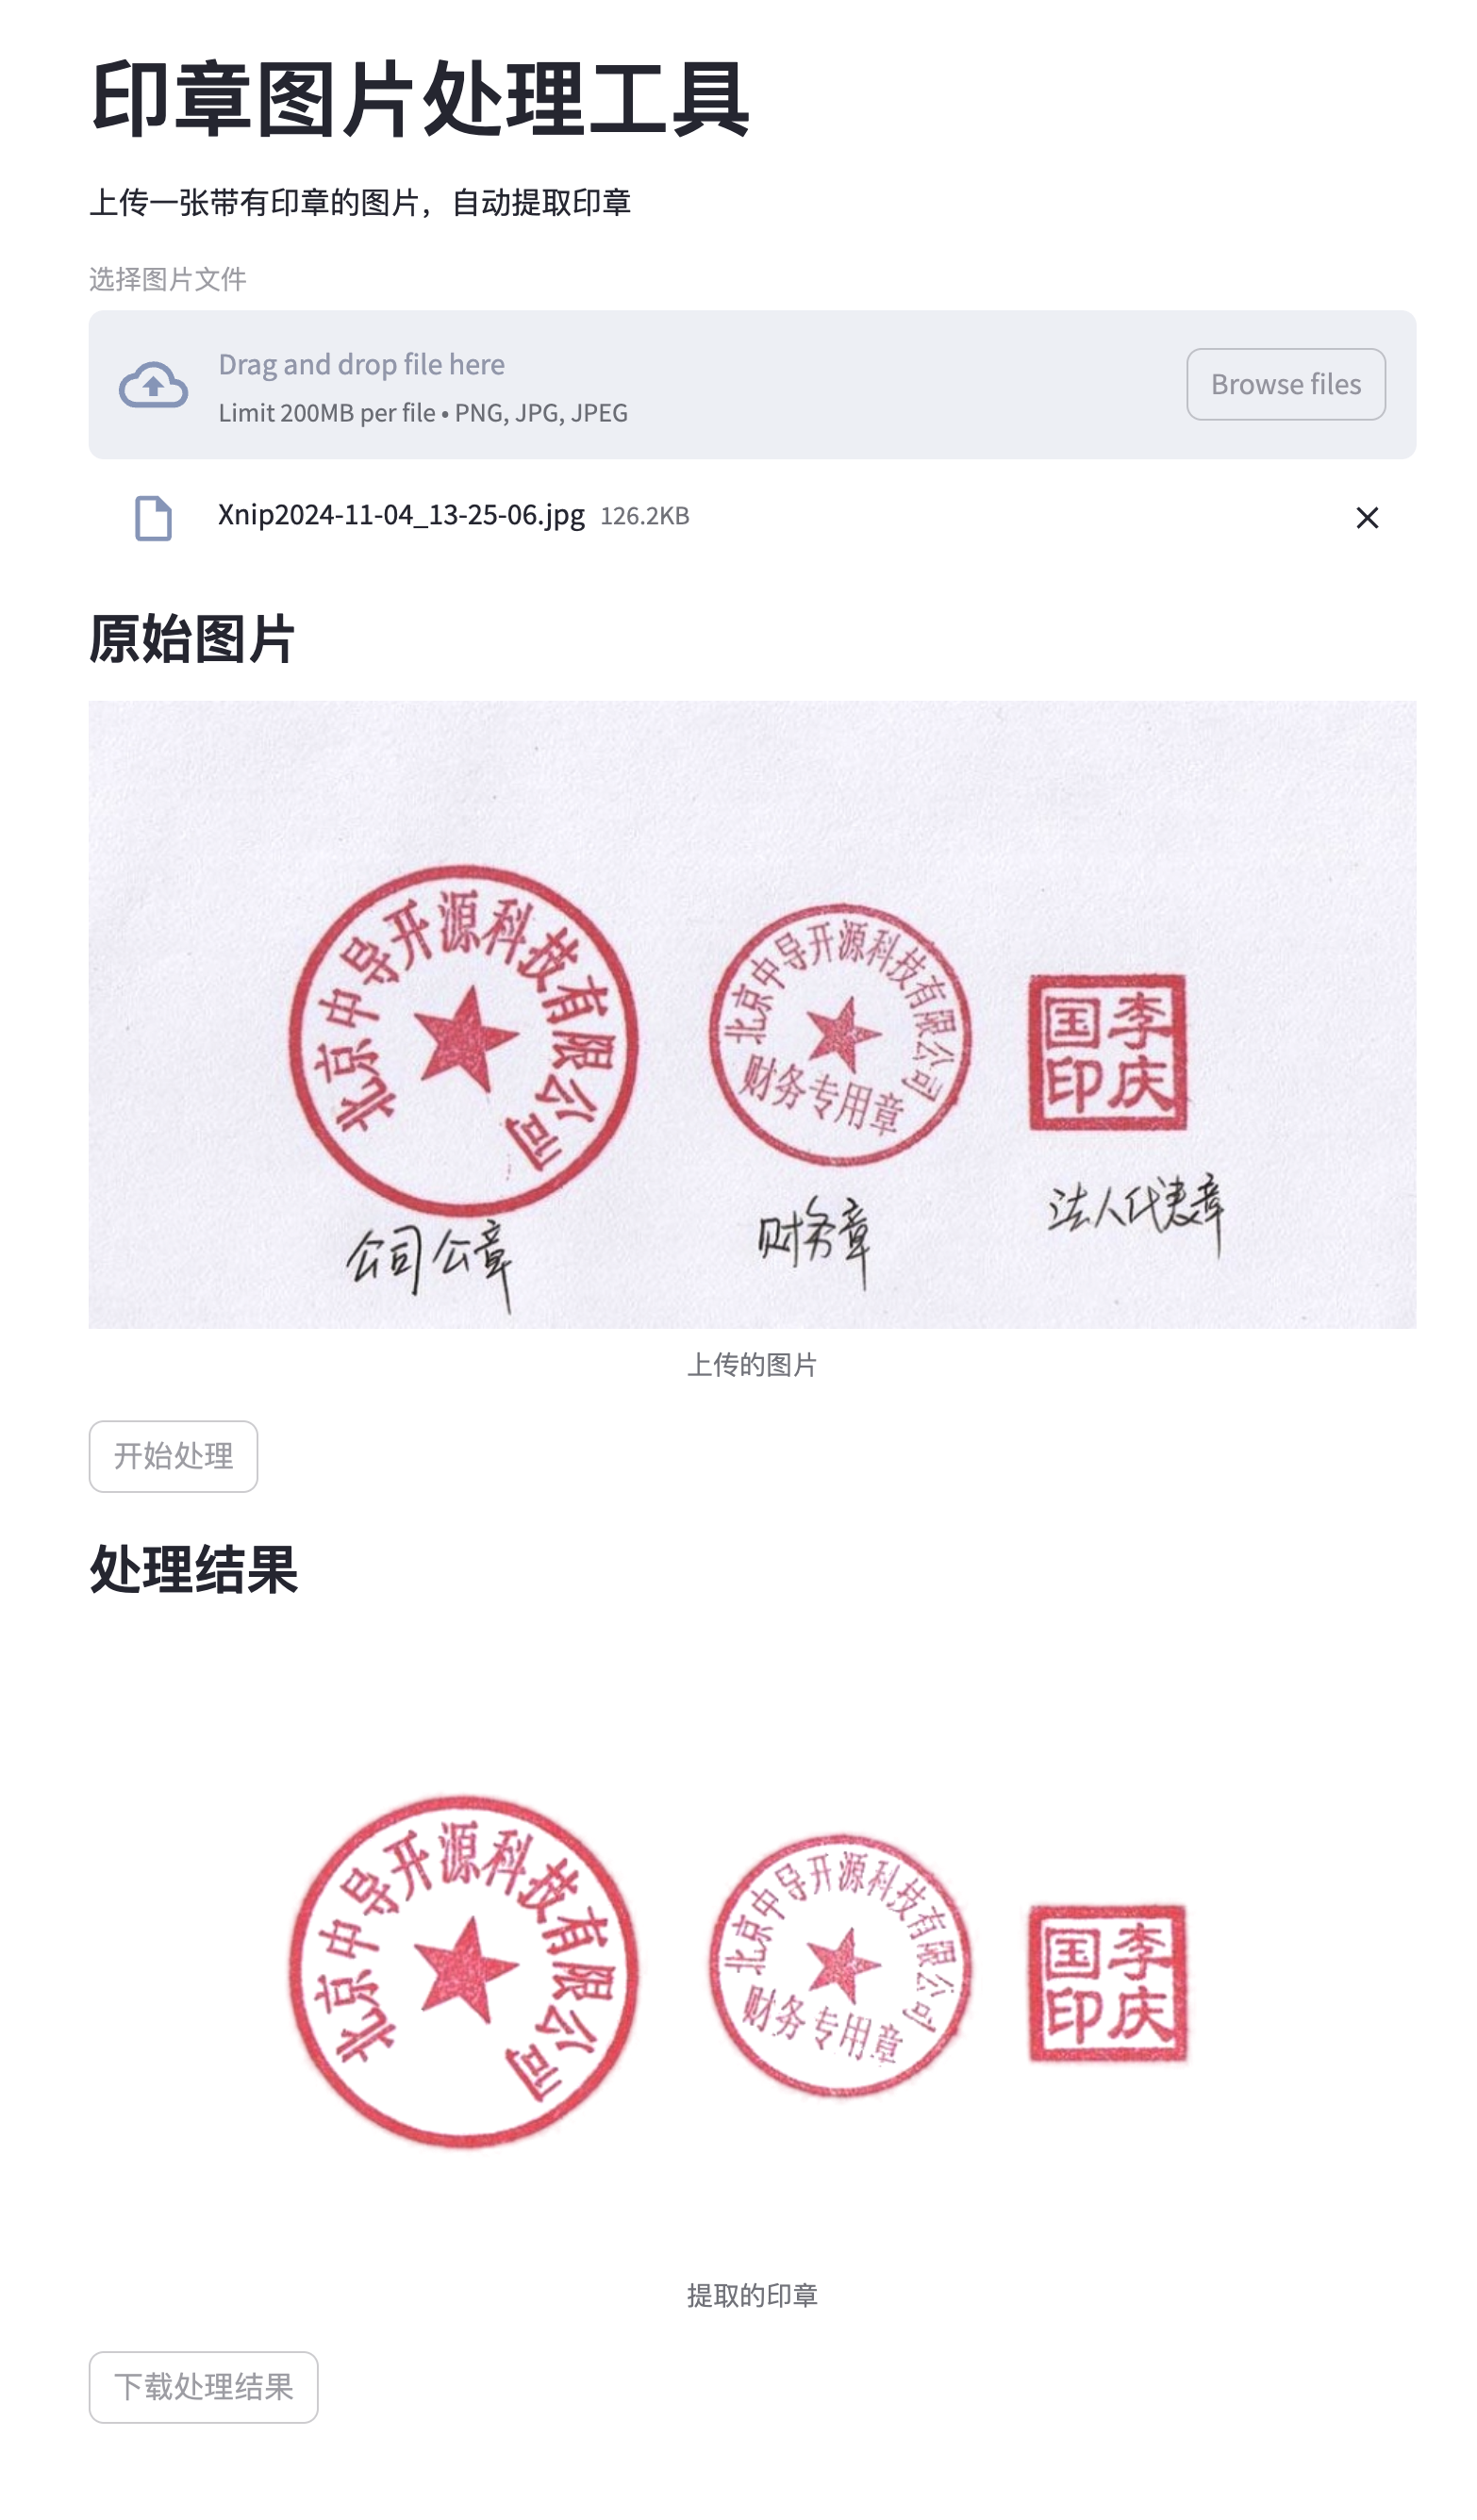 印章图片处理工具
上传一张带有印章的图片，自动提取印章
选择图片文件
Drag and drop file here
Limit 200MB per file • PNG, JPG, JPEG
Browse files
Xnip2024-11-04_13-25-06.jpg 126.2KB
原始图片
北京中导开源科技有限公司
北京中导开源科技有限公司
财务专用章
李庆国印
公司公章
财务章
法人代表章
上传的图片
开始处理
处理结果
北京中导开源科技有限公司
北京中导开源科技有限公司
财务专用章
李庆国印
提取的印章
下载处理结果